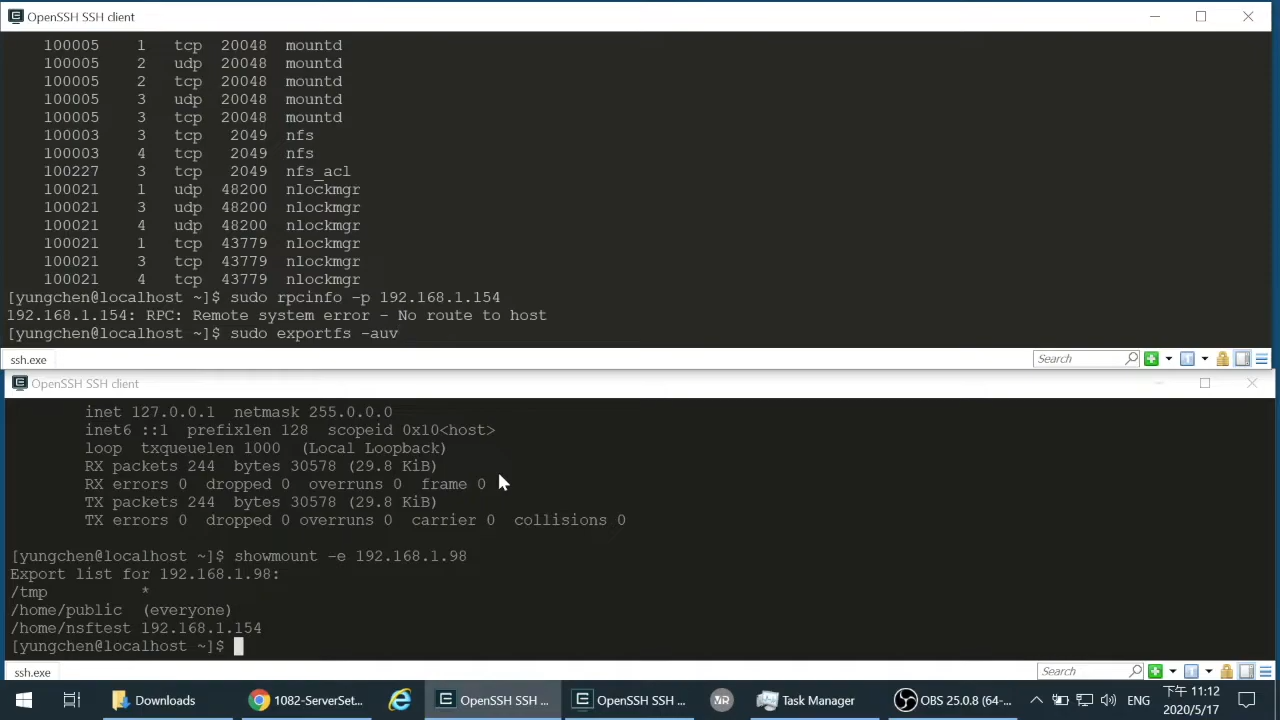 OpenSSH SSH client
100005 1 tcp 20048 mountd
100005 2 udp 20048 mountd
100005 2 tcp 20048 mountd
100005 3 udp 20048 mountd
100005 3 tcp 20048 mountd
100003 3 tcp 2049 nfs
100003 4 tcp 2049 nfs
100227 3 tcp 2049 nfs_acl
100021 1 udp 48200 nlockmgr
100021 3 udp 48200 nlockmgr
100021 4 udp 48200 nlockmgr
100021 1 tcp 43779 nlockmgr
100021 3 tcp 43779 nlockmgr
100021 4 tcp 43779 nlockmgr
[yungchen@localhost ~]$ sudo rpcinfo -p 192.168.1.154
192.168.1.154: RPC: Remote system error - No route to host
[yungchen@localhost ~]$ sudo exportfs -auv
ssh.exe Search
OpenSSH SSH client
inet 127.0.0.1 netmask 255.0.0.0
inet6 ::1 prefixlen 128 scopeid 0x10<host>
loop txqueuelen 1000 (Local Loopback)
RX packets 244 bytes 30578 (29.8 KiB)
RX errors 0 dropped 0 overruns 0 frame 0
TX packets 244 bytes 30578 (29.8 KiB)
TX errors 0 dropped 0 overruns 0 carrier 0 collisions 0
[yungchen@localhost ~]$ showmount -e 192.168.1.98
Export list for 192.168.1.98:
/tmp *
/home/public (everyone)
/home/nsftest 192.168.1.154
[yungchen@localhost ~]$
ssh.exe Search
Downloads 1082-ServerSet... OpenSSH SSH ... OpenSSH SSH ... Task Manager OBS 25.0.8 (64-... ENG 下午 11:12
2020/5/17